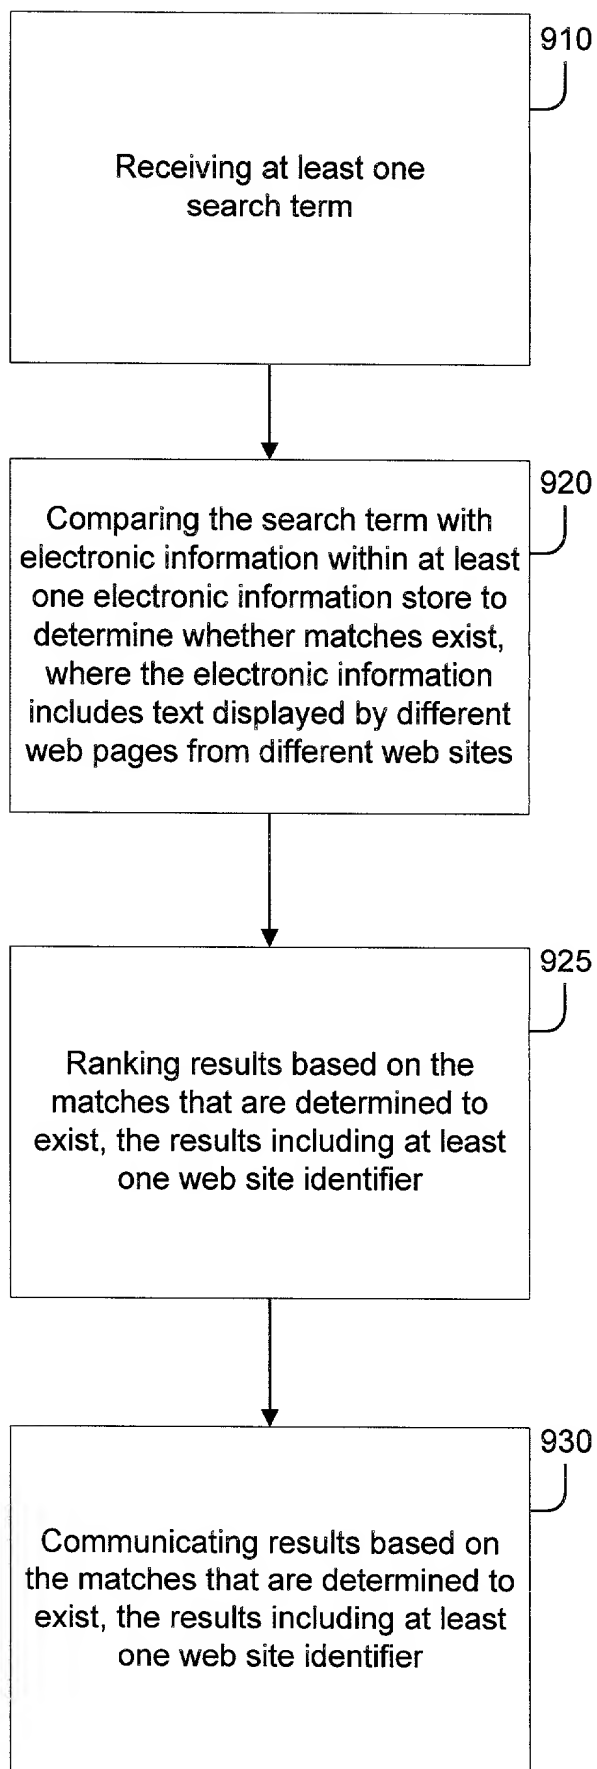 910
Receiving at least one
search term
920
Comparing the search term with
electronic information within at least
one electronic information store to
determine whether matches exist,
where the electronic information
includes text displayed by different
web pages from different web sites
925
Ranking results based on the
matches that are determined to
exist, the results including at least
one web site identifier
930
Communicating results based on
the matches that are determined to
exist, the results including at least
one web site identifier